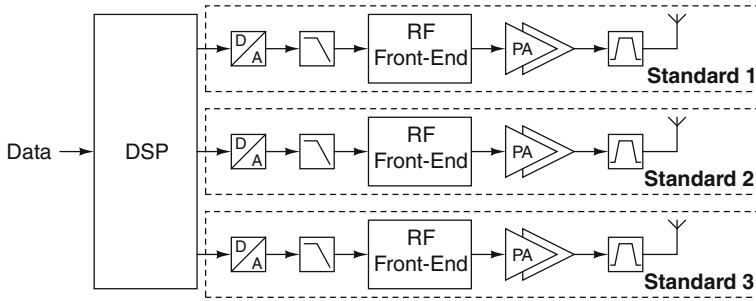 Data
DSP
D
A
RF
Front-End
PA
Standard 1
D
A
RF
Front-End
PA
Standard 2
D
A
RF
Front-End
PA
Standard 3